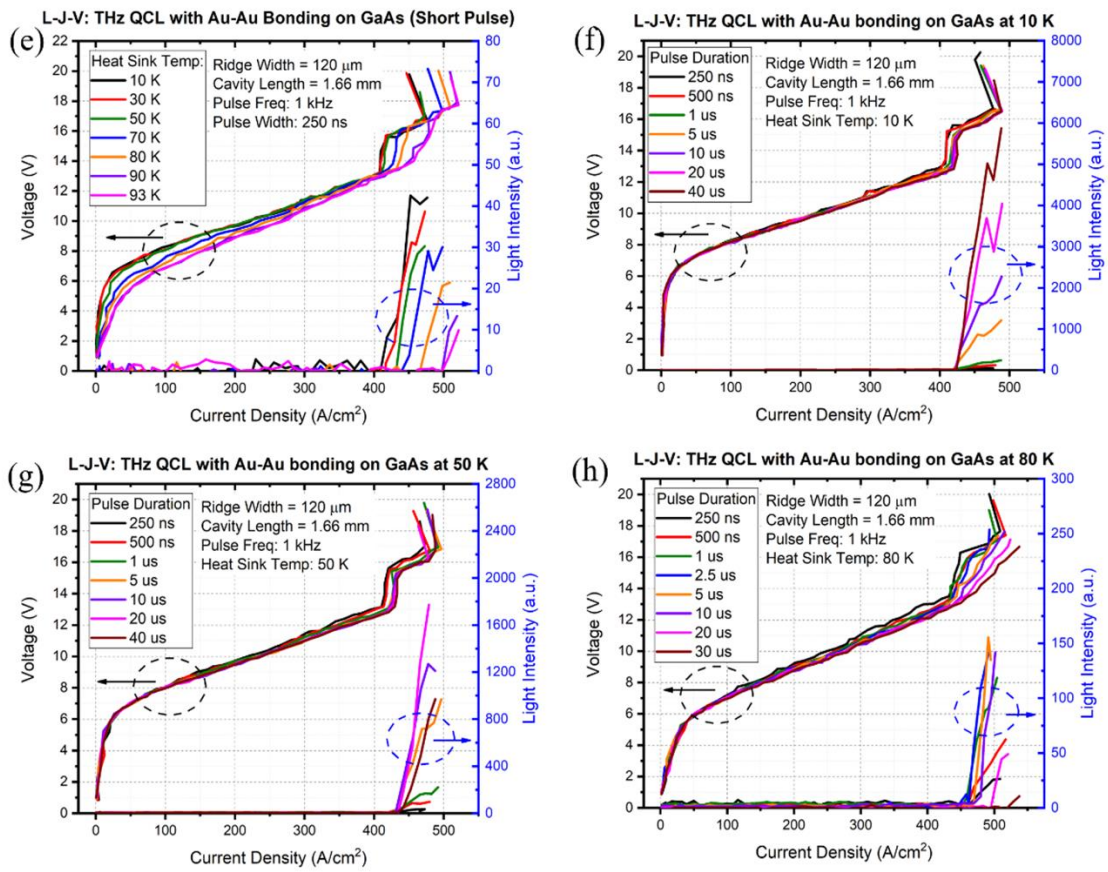 L-J-V: THz QCL with Au-Au Bonding on GaAs (Short Pulse)
(e)
Heat Sink Temp:
10 K
30 K
50 K
70 K
80 K
90 K
93 K
Ridge Width = 120 μm
Cavity Length = 1.66 mm
Pulse Freq: 1 kHz
Pulse Width: 250 ns
Voltage (V)
22
20
18
16
14
12
10
8
6
4
2
0
Light Intensity (a.u.)
80
70
60
50
40
30
20
10
0
0 100 200 300 400 500
Current Density (A/cm²)
L-J-V: THz QCL with Au-Au bonding on GaAs at 10 K
(f)
Pulse Duration
250 ns
500 ns
1 us
5 us
10 us
20 us
40 us
Ridge Width = 120 μm
Cavity Length = 1.66 mm
Pulse Freq: 1 kHz
Heat Sink Temp: 10 K
Voltage (V)
20
18
16
14
12
10
8
6
4
2
0
Light Intensity (a.u.)
8000
7000
6000
5000
4000
3000
2000
1000
0
0 100 200 300 400 500
Current Density (A/cm²)
L-J-V: THz QCL with Au-Au bonding on GaAs at 50 K
(g)
Pulse Duration
250 ns
500 ns
1 us
5 us
10 us
20 us
40 us
Ridge Width = 120 μm
Cavity Length = 1.66 mm
Pulse Freq: 1 kHz
Heat Sink Temp: 50 K
Voltage (V)
20
18
16
14
12
10
8
6
4
2
0
Light Intensity (a.u.)
2800
2400
2000
1600
1200
800
400
0
0 100 200 300 400 500
Current Density (A/cm²)
L-J-V: THz QCL with Au-Au bonding on GaAs at 80 K
(h)
Pulse Duration
250 ns
500 ns
1 us
2.5 us
5 us
10 us
20 us
30 us
Ridge Width = 120 μm
Cavity Length = 1.66 mm
Pulse Freq: 1 kHz
Heat Sink Temp: 80 K
Voltage (V)
20
18
16
14
12
10
8
6
4
2
0
Light Intensity (a.u.)
300
250
200
150
100
50
0
0 100 200 300 400 500
Current Density (A/cm²)